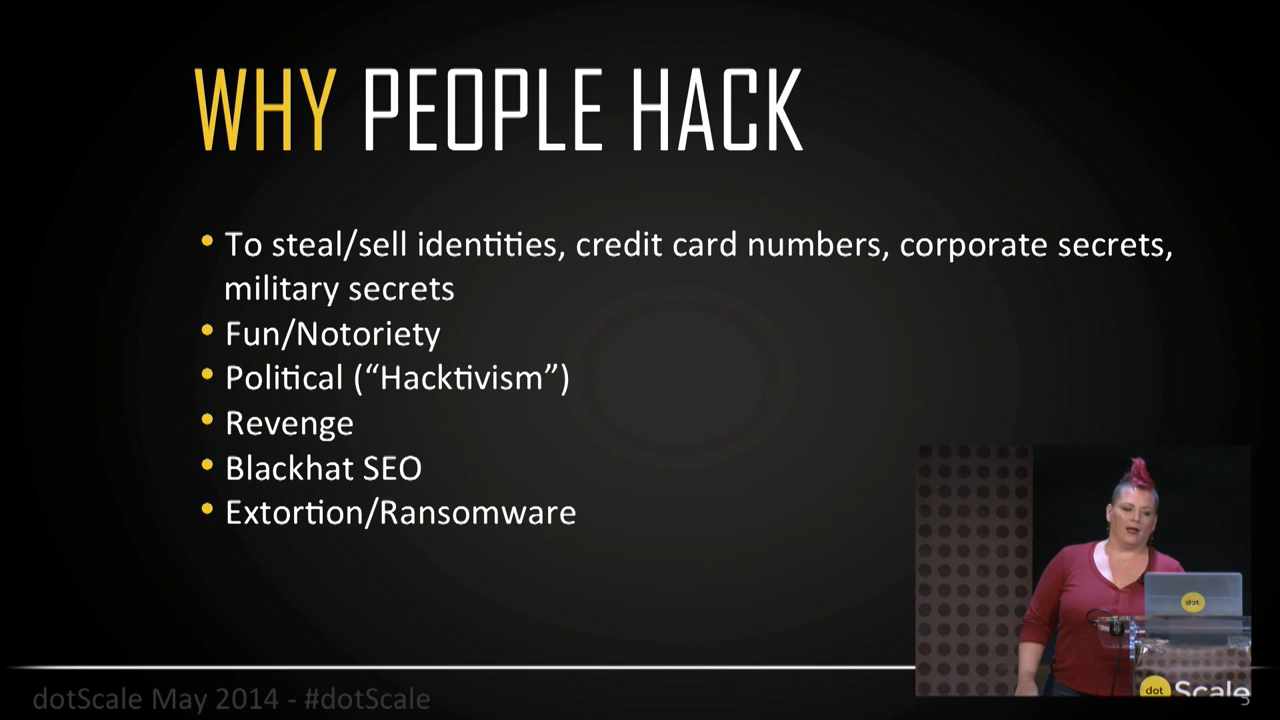 WHY PEOPLE HACK
• To steal/sell identities, credit card numbers, corporate secrets,
military secrets
• Fun/Notoriety
• Political (“Hacktivism”)
• Revenge
• Blackhat SEO
• Extortion/Ransomware
dot
dot Scale
dotScale May 2014 - #dotScale
5